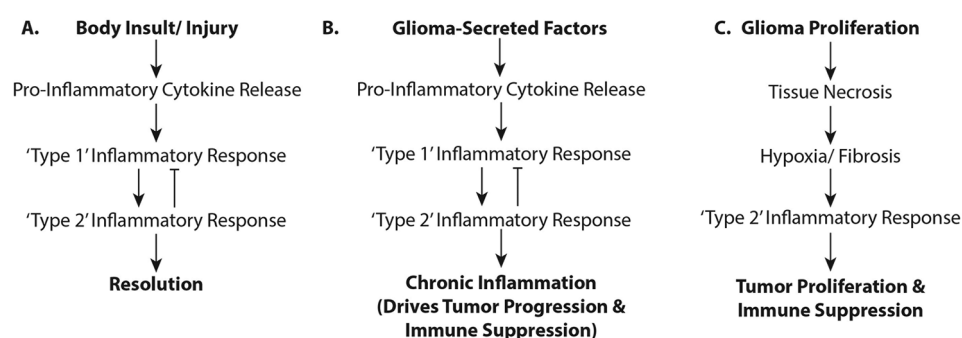 A. Body Insult/ Injury
Pro-Inflammatory Cytokine Release
‘Type 1’ Inflammatory Response
‘Type 2’ Inflammatory Response
Resolution
B. Glioma-Secreted Factors
Pro-Inflammatory Cytokine Release
‘Type 1’ Inflammatory Response
‘Type 2’ Inflammatory Response
Chronic Inflammation
(Drives Tumor Progression &
Immune Suppression)
C. Glioma Proliferation
Tissue Necrosis
Hypoxia/ Fibrosis
‘Type 2’ Inflammatory Response
Tumor Proliferation &
Immune Suppression